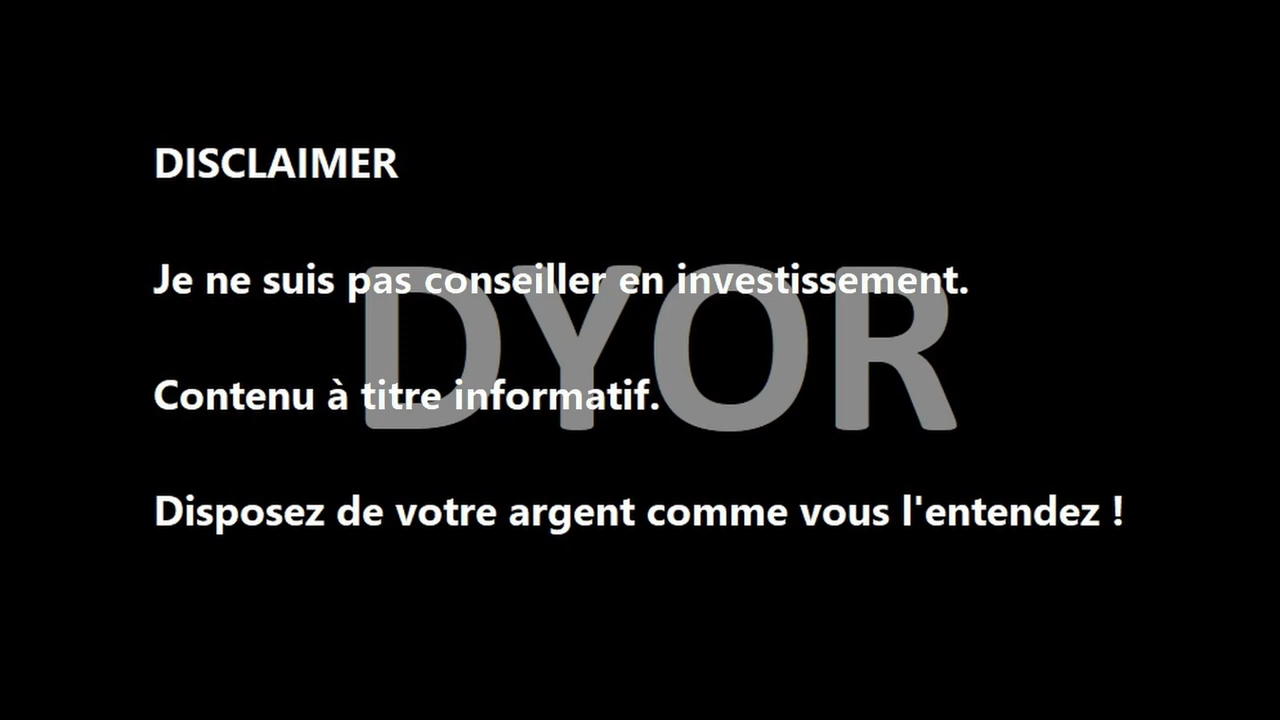 DISCLAIMER
Je ne suis pas conseiller en investissement.
DYOR
Contenu à titre informatif.
Disposez de votre argent comme vous l'entendez !